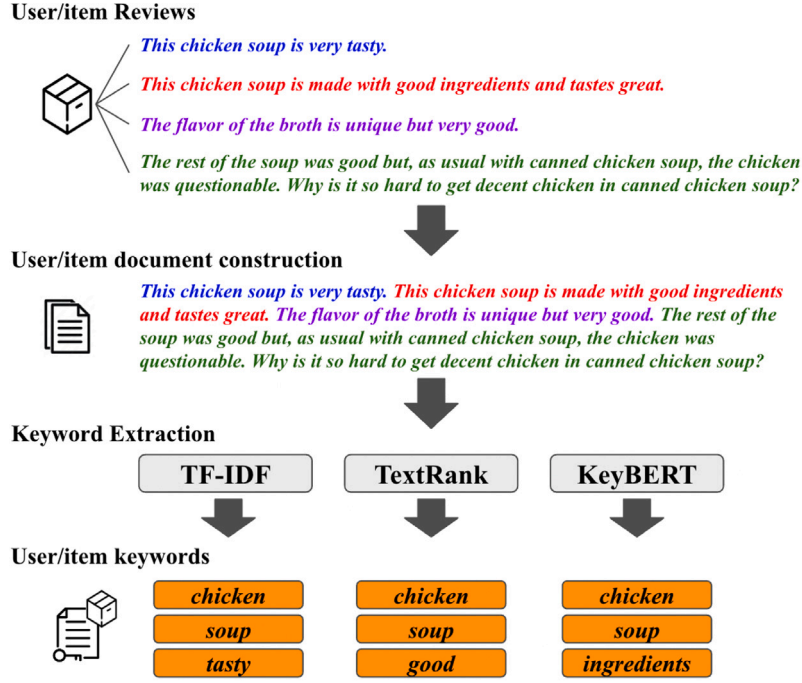 User/item Reviews
This chicken soup is very tasty.
This chicken soup is made with good ingredients and tastes great.
The flavor of the broth is unique but very good.
The rest of the soup was good but, as usual with canned chicken soup, the chicken
was questionable. Why is it so hard to get decent chicken in canned chicken soup?
User/item document construction
This chicken soup is very tasty. This chicken soup is made with good ingredients
and tastes great. The flavor of the broth is unique but very good. The rest of the
soup was good but, as usual with canned chicken soup, the chicken was
questionable. Why is it so hard to get decent chicken in canned chicken soup?
Keyword Extraction
TF-IDF TextRank KeyBERT
User/item keywords
chicken chicken chicken
soup soup soup
tasty good ingredients